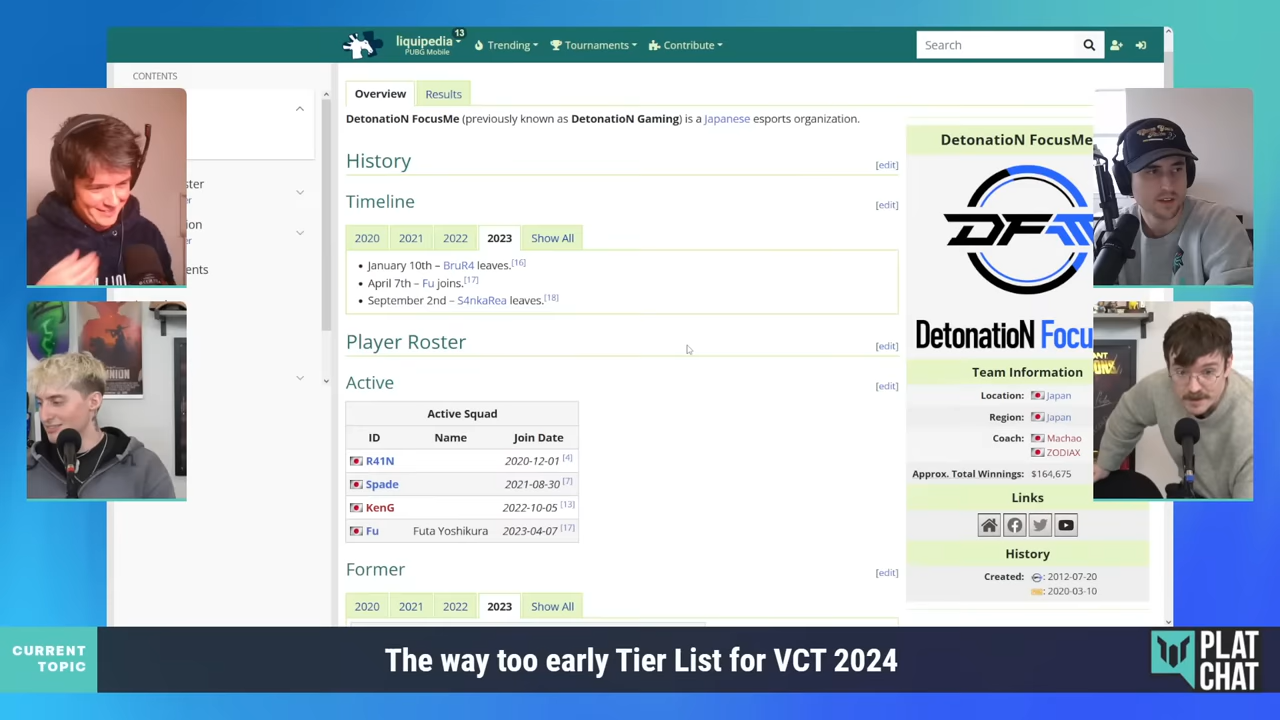 liquipedia
PUBG Mobile
13
Trending
Tournaments
Contribute
Search
CONTENTS
ster
r
ion
er
ents
Overview
Results
DetonatioN FocusMe (previously known as DetonatioN Gaming) is a Japanese esports organization.
History
[edit]
Timeline
[edit]
2020
2021
2022
2023
Show All
• January 10th – BruR4 leaves.[16]
• April 7th – Fu joins.[17]
• September 2nd – S4nkaRea leaves.[18]
Player Roster
[edit]
Active
[edit]
Active Squad
ID Name Join Date
R41N 2020-12-01 [4]
Spade 2021-08-30 [7]
KenG 2022-10-05 [13]
Fu Futa Yoshikura 2023-04-07 [17]
Former
[edit]
2020
2021
2022
2023
Show All
DetonatioN FocusMe
DFM
DetonatioN Focu
Team Information
Location: Japan
Region: Japan
Coach: Machao
ZODIAX
Approx. Total Winnings: $164,675
Links
History
Created: : 2012-07-20
: 2020-03-10
CURRENT
TOPIC
The way too early Tier List for VCT 2024
PLAT
CHAT